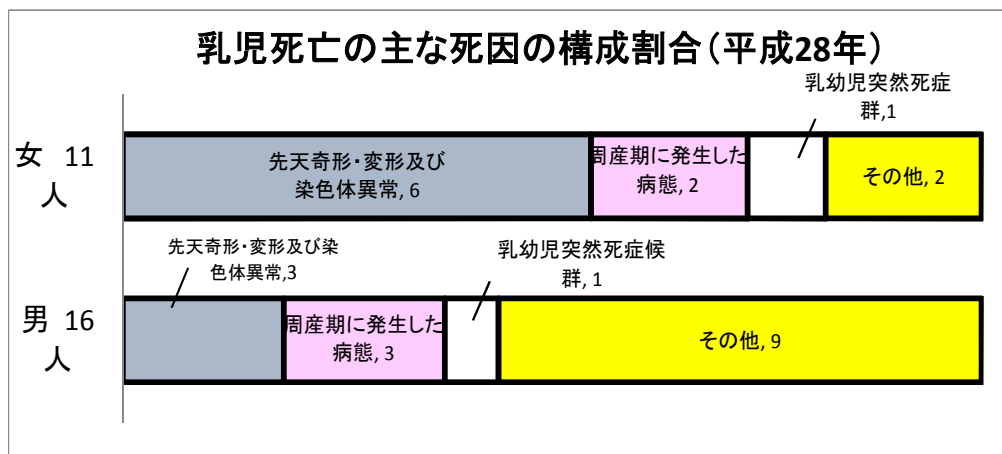 乳児死亡の主な死因の構成割合（平成28年）
乳幼児突然死症
群,1
女 11
人
先天奇形・変形及び
染色体異常, 6
周産期に発生した
病態, 2
その他, 2
先天奇形・変形及び染
色体異常,3
乳幼児突然死症候
群, 1
男 16
人
周産期に発生した
病態, 3
その他, 9